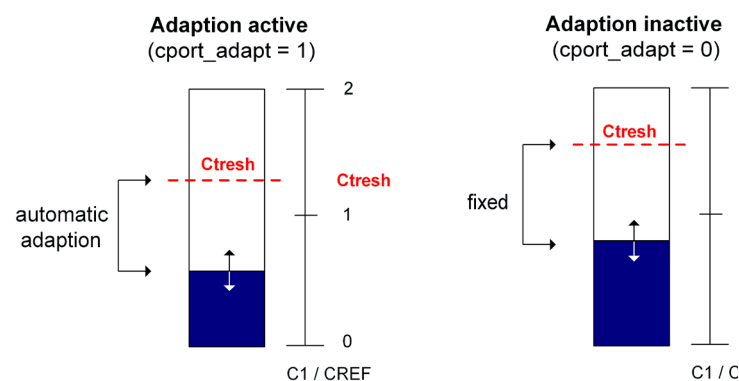 Adaption active
(cport_adapt = 1)
2
Ctresh
Ctresh
automatic
adaption
1
0
C1 / CREF
Adaption inactive
(cport_adapt = 0)
Ctresh
fixed
C1 / C